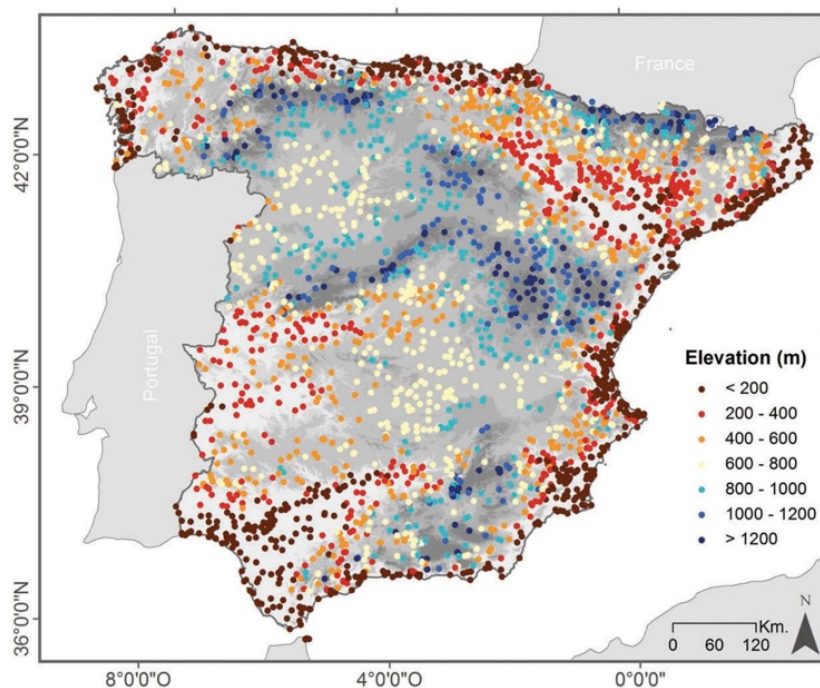 France
42°0'0"N
Portugal
39°0'0"N
Elevation (m)
< 200
200 - 400
400 - 600
600 - 800
800 - 1000
1000 - 1200
> 1200
36°0'0"N
N
Km.
0 60 120
8°0'0"O 4°0'0"O 0°0'0"